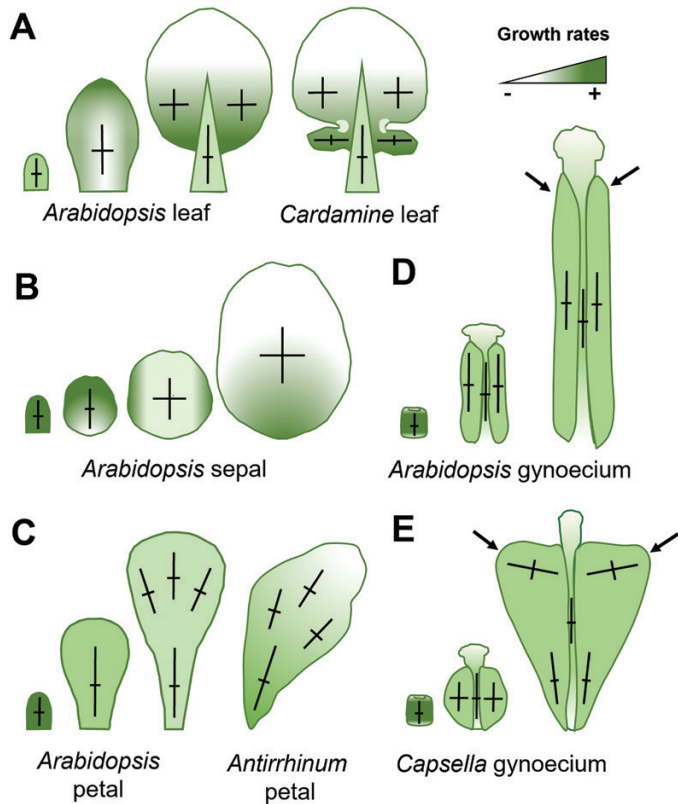 A
Growth rates
- +
Arabidopsis leaf
Cardamine leaf
B
Arabidopsis sepal
D
Arabidopsis gynoecium
C
Arabidopsis
petal
Antirrhinum
petal
E
Capsella gynoecium